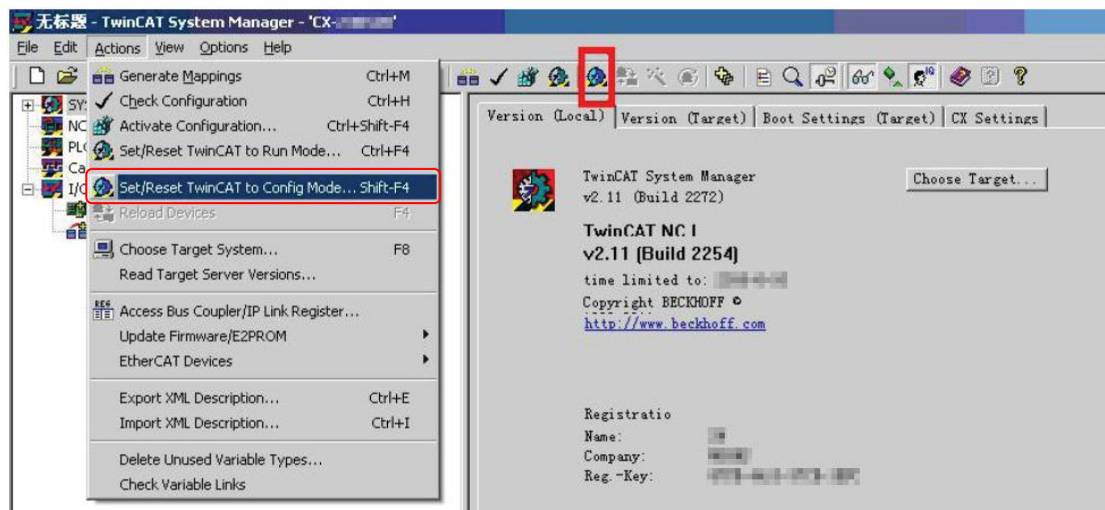 无标题 - TwinCAT System Manager - 'CX-
File Edit Actions View Options Help
Generate Mappings Ctrl+M
Check Configuration Ctrl+H
Activate Configuration... Ctrl+Shift-F4
Set/Reset TwinCAT to Run Mode... Ctrl+F4
Set/Reset TwinCAT to Config Mode... Shift-F4
Reload Devices F4
Choose Target System... F8
Read Target Server Versions...
Access Bus Coupler/IP Link Register...
Update Firmware/E2PROM
EtherCAT Devices
Export XML Description... Ctrl+E
Import XML Description... Ctrl+I
Delete Unused Variable Types...
Check Variable Links
SY
NC
PL
Ca
I/O
Version (Local) Version (Target) Boot Settings (Target) CX Settings
TwinCAT System Manager
v2.11 (Build 2272)
Choose Target...
TwinCAT NC I
v2.11 (Build 2254)
time limited to:
Copyright BECKHOFF ©
http://www.beckhoff.com
Registratio
Name:
Company:
Reg.-Key: